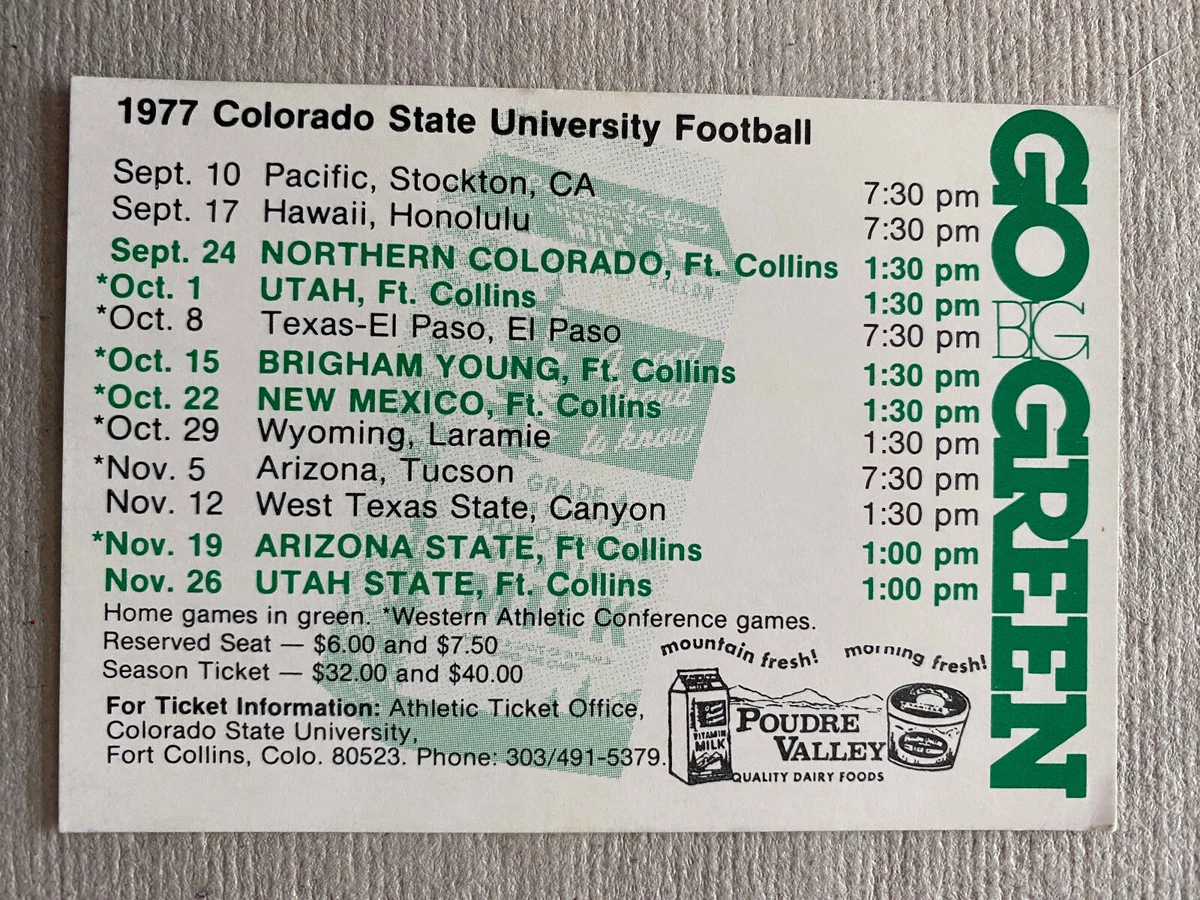 1977 Colorado State University Football
Sept. 10 Pacific, Stockton, CA 7:30 pm
Sept. 17 Hawaii, Honolulu 7:30 pm
Sept. 24 NORTHERN COLORADO, Ft. Collins 1:30 pm
*Oct. 1 UTAH, Ft. Collins 1:30 pm
*Oct. 8 Texas-El Paso, El Paso 7:30 pm
*Oct. 15 BRIGHAM YOUNG, Ft. Collins 1:30 pm
*Oct. 22 NEW MEXICO, Ft. Collins 1:30 pm
*Oct. 29 Wyoming, Laramie 1:30 pm
*Nov. 5 Arizona, Tucson 7:30 pm
Nov. 12 West Texas State, Canyon 1:30 pm
*Nov. 19 ARIZONA STATE, Ft Collins 1:00 pm
Nov. 26 UTAH STATE, Ft. Collins 1:00 pm
Home games in green. *Western Athletic Conference games.
Reserved Seat — $6.00 and $7.50
Season Ticket — $32.00 and $40.00
For Ticket Information: Athletic Ticket Office,
Colorado State University,
Fort Collins, Colo. 80523. Phone: 303/491-5379.
mountain fresh! morning fresh!
VITAMIN
MILK
POUDRE
VALLEY
QUALITY DAIRY FOODS
GO BIG GREEN
MILK
GALLON
to know
GRADE A